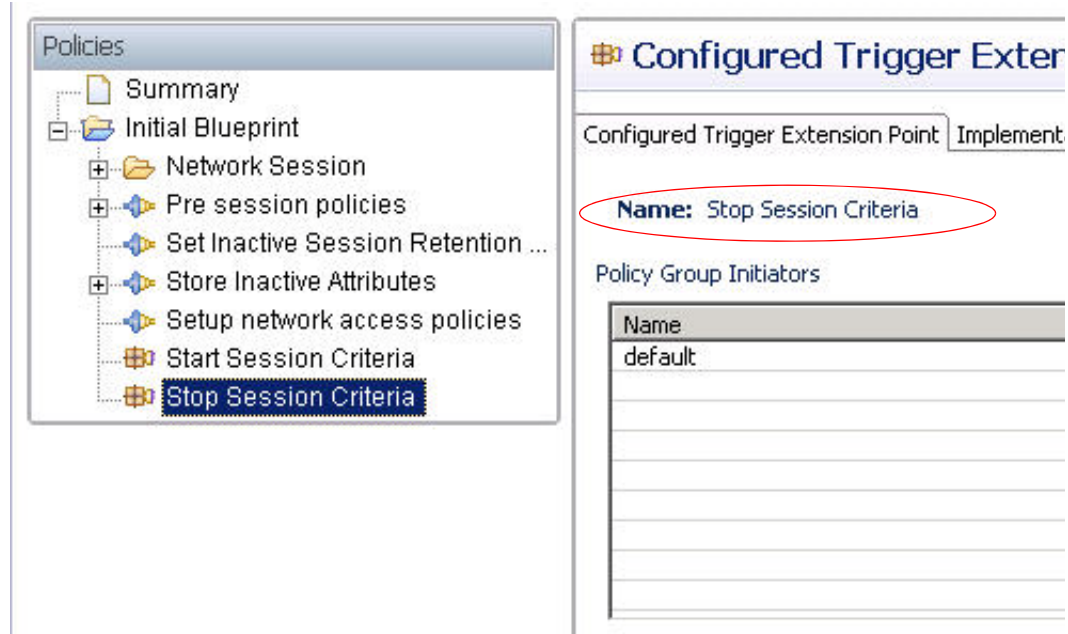 Policies
Summary
Initial Blueprint
Network Session
Pre session policies
Set Inactive Session Retention ...
Store Inactive Attributes
Setup network access policies
Start Session Criteria
Stop Session Criteria
Configured Trigger Exten
Configured Trigger Extension Point
Implementa
Name: Stop Session Criteria
Policy Group Initiators
Name
default